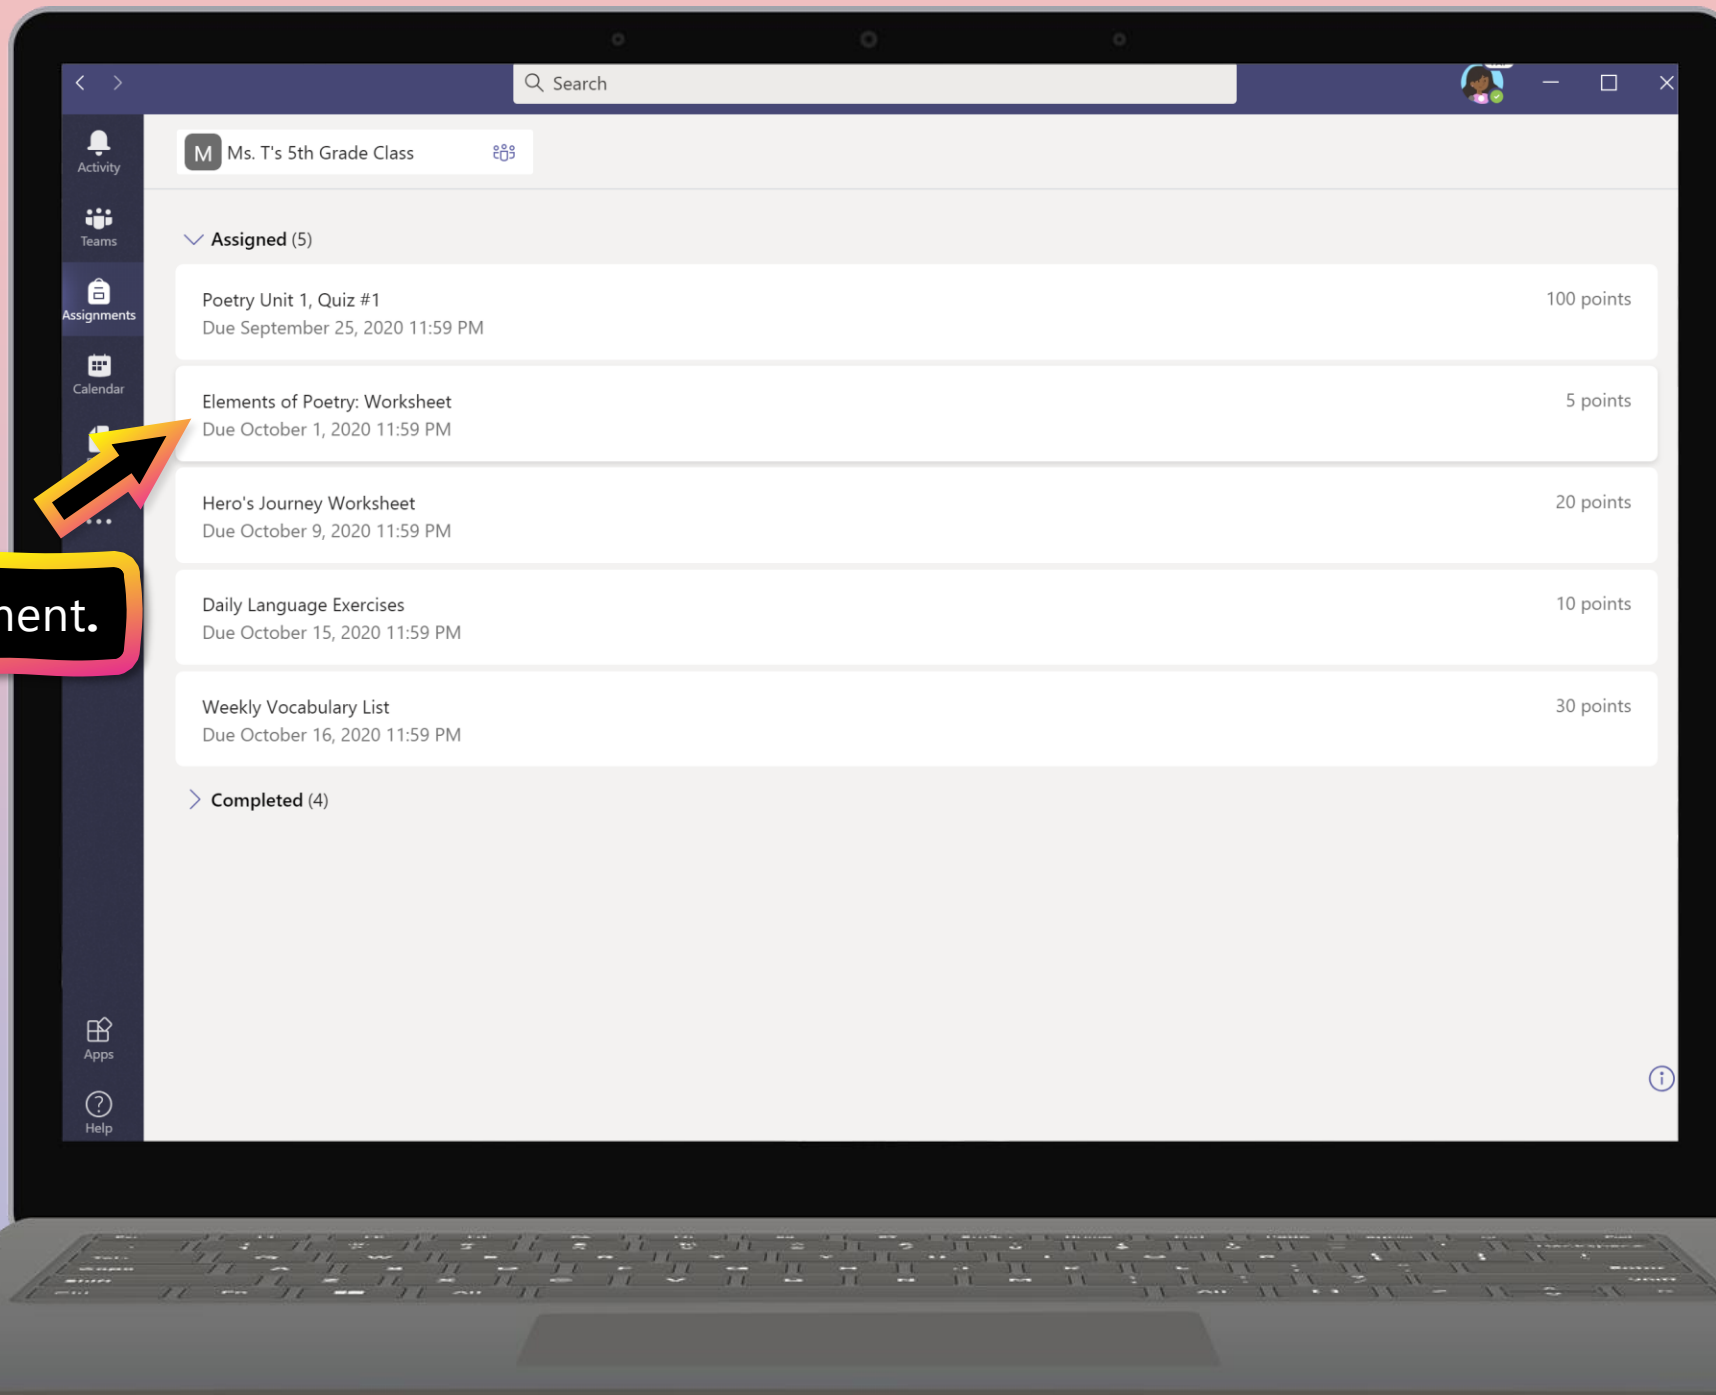 Search
Activity
Teams
Assignments
Calendar
Apps
Help
M Ms. T's 5th Grade Class
Assigned (5)
Poetry Unit 1, Quiz #1
100 points
Due September 25, 2020 11:59 PM
Elements of Poetry: Worksheet
5 points
Due October 1, 2020 11:59 PM
Hero's Journey Worksheet
20 points
Due October 9, 2020 11:59 PM
Daily Language Exercises
10 points
Due October 15, 2020 11:59 PM
Weekly Vocabulary List
30 points
Due October 16, 2020 11:59 PM
Completed (4)